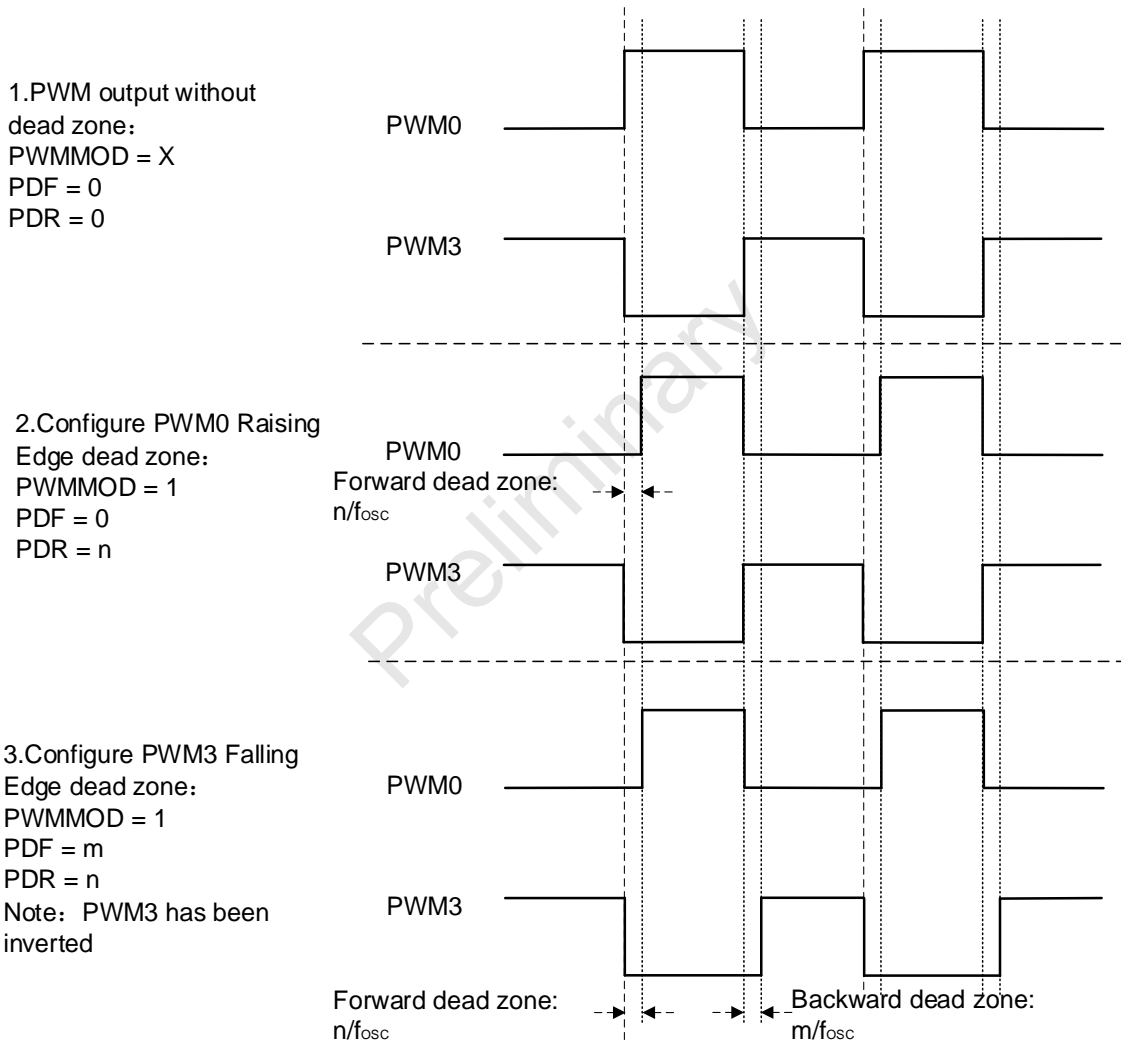 1.PWM output without
dead zone：
PWMMOD = X
PDF = 0
PDR = 0
PWM0
PWM3
2.Configure PWM0 Raising
Edge dead zone：
PWMMOD = 1
PDF = 0
PDR = n
PWM0
Forward dead zone:
n/fosc
PWM3
Preliminary
3.Configure PWM3 Falling
Edge dead zone：
PWMMOD = 1
PDF = m
PDR = n
Note：PWM3 has been
inverted
PWM0
PWM3
Forward dead zone:
n/fosc
Backward dead zone:
m/fosc